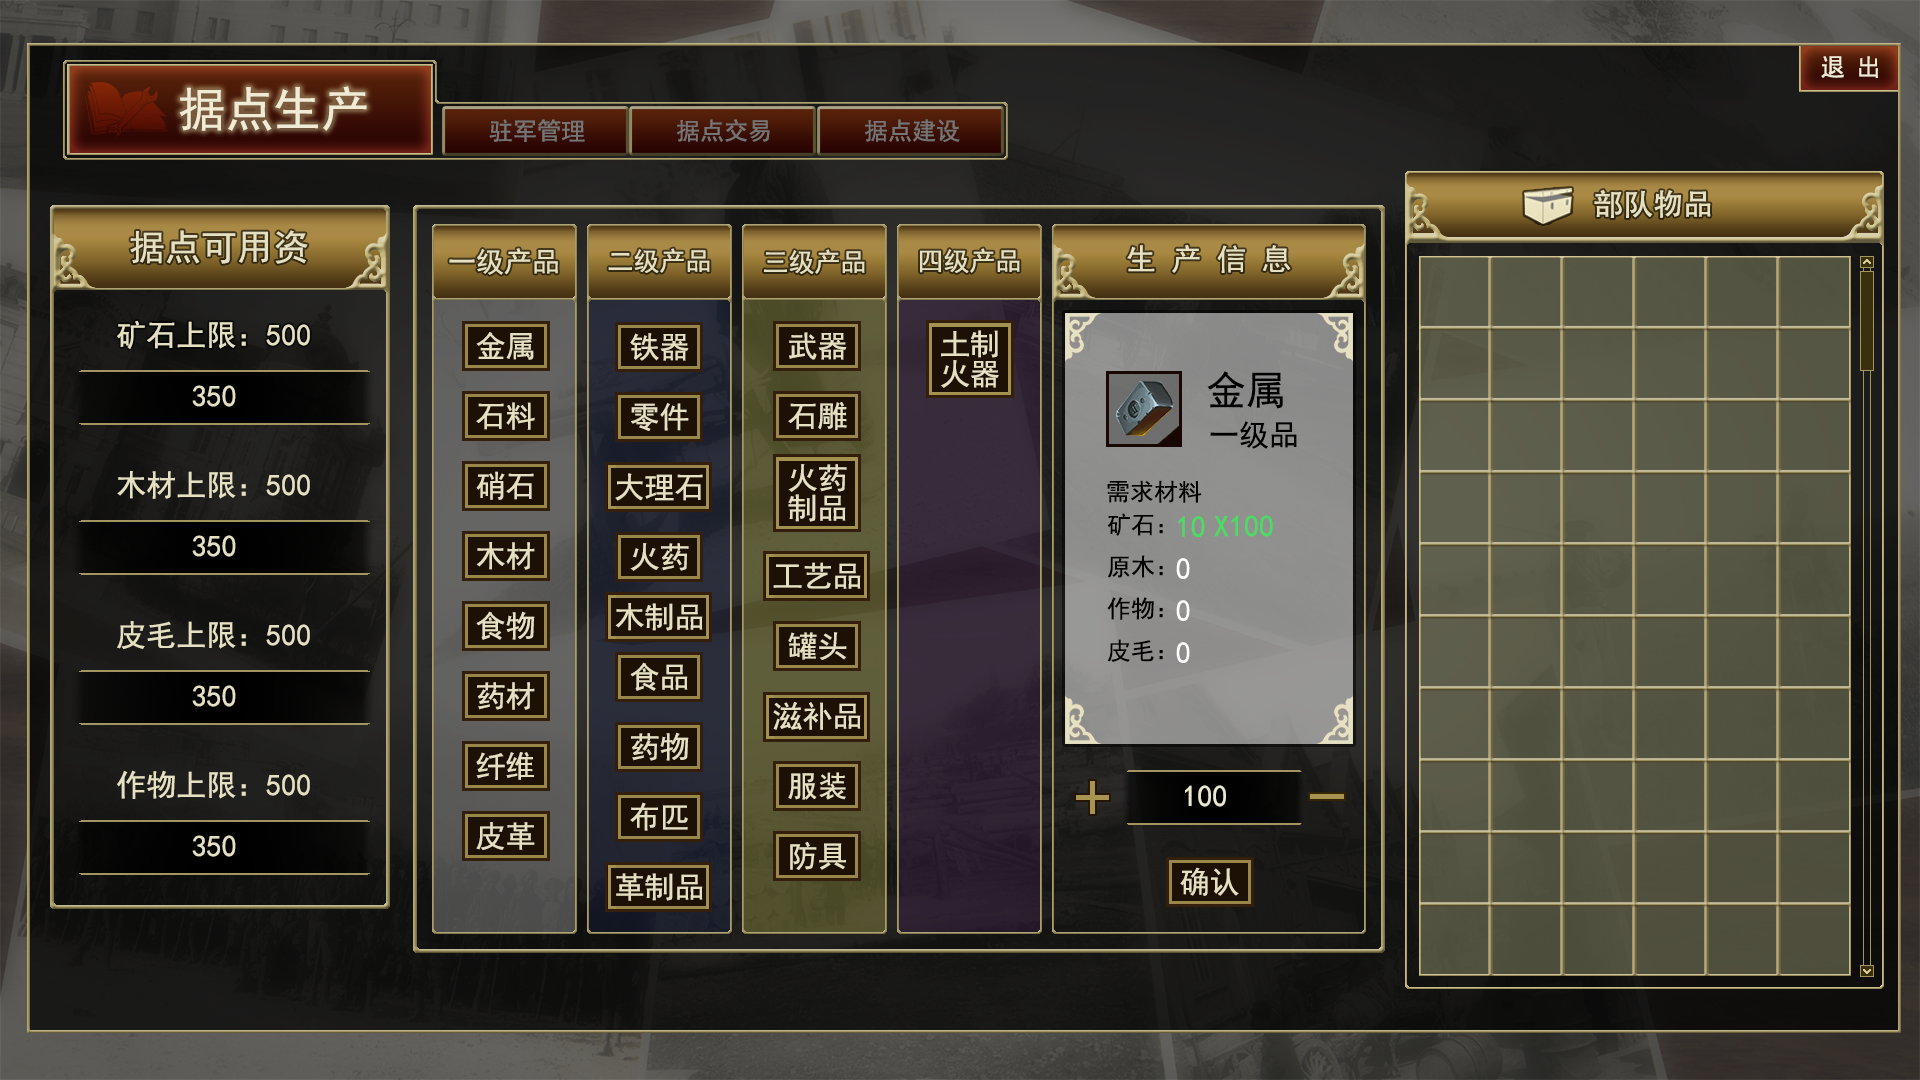 据点生产
驻军管理
据点交易
据点建设
退 出
据点可用资
矿石上限：500
350
木材上限：500
350
皮毛上限：500
350
作物上限：500
350
一级产品
金属
石料
硝石
木材
食物
药材
纤维
皮革
二级产品
铁器
零件
大理石
火药
木制品
食品
药物
布匹
革制品
三级产品
武器
石雕
火药
制品
工艺品
罐头
滋补品
服装
防具
四级产品
土制
火器
生 产 信 息
金属
一级品
需求材料
矿石：10 X100
原木：0
作物：0
皮毛：0
100
确认
部队物品